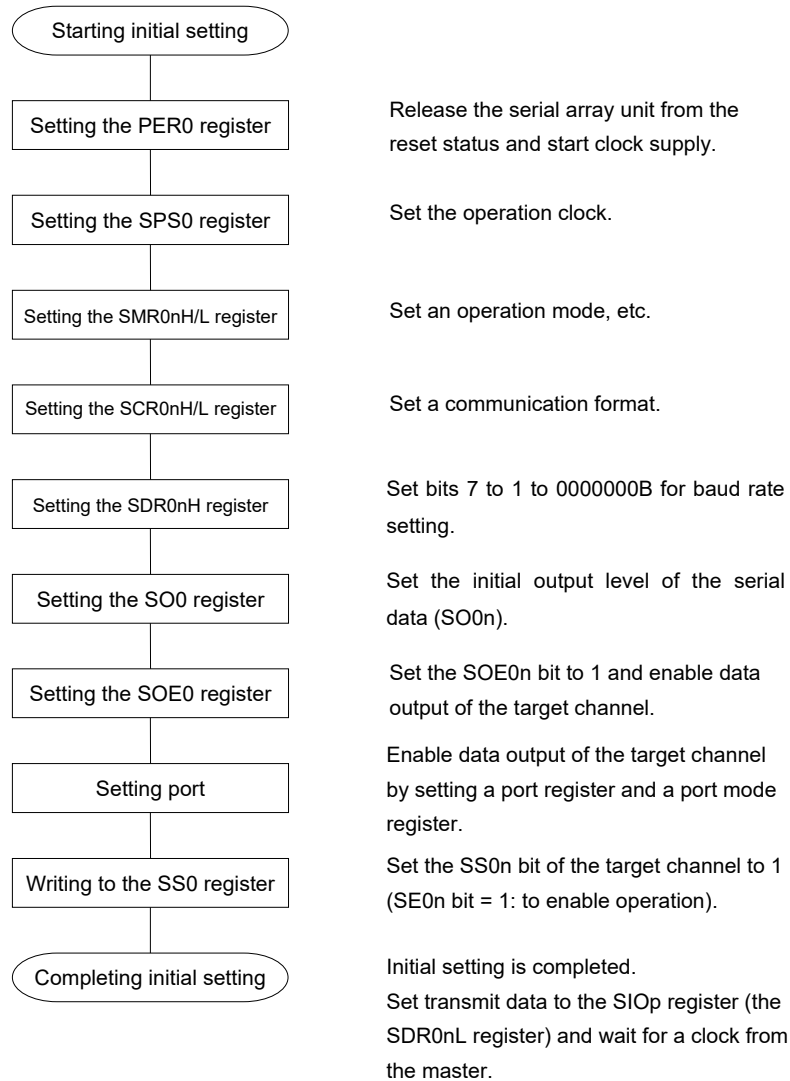 Starting initial setting
Setting the PER0 register
Release the serial array unit from the
reset status and start clock supply.
Setting the SPS0 register
Set the operation clock.
Setting the SMR0nH/L register
Set an operation mode, etc.
Setting the SCR0nH/L register
Set a communication format.
Setting the SDR0nH register
Set bits 7 to 1 to 0000000B for baud rate
setting.
Setting the SO0 register
Set the initial output level of the serial
data (SO0n).
Setting the SOE0 register
Set the SOE0n bit to 1 and enable data
output of the target channel.
Setting port
Enable data output of the target channel
by setting a port register and a port mode
register.
Writing to the SS0 register
Set the SS0n bit of the target channel to 1
(SE0n bit = 1: to enable operation).
Completing initial setting
Initial setting is completed.
Set transmit data to the SIOp register (the
SDR0nL register) and wait for a clock from
the master.